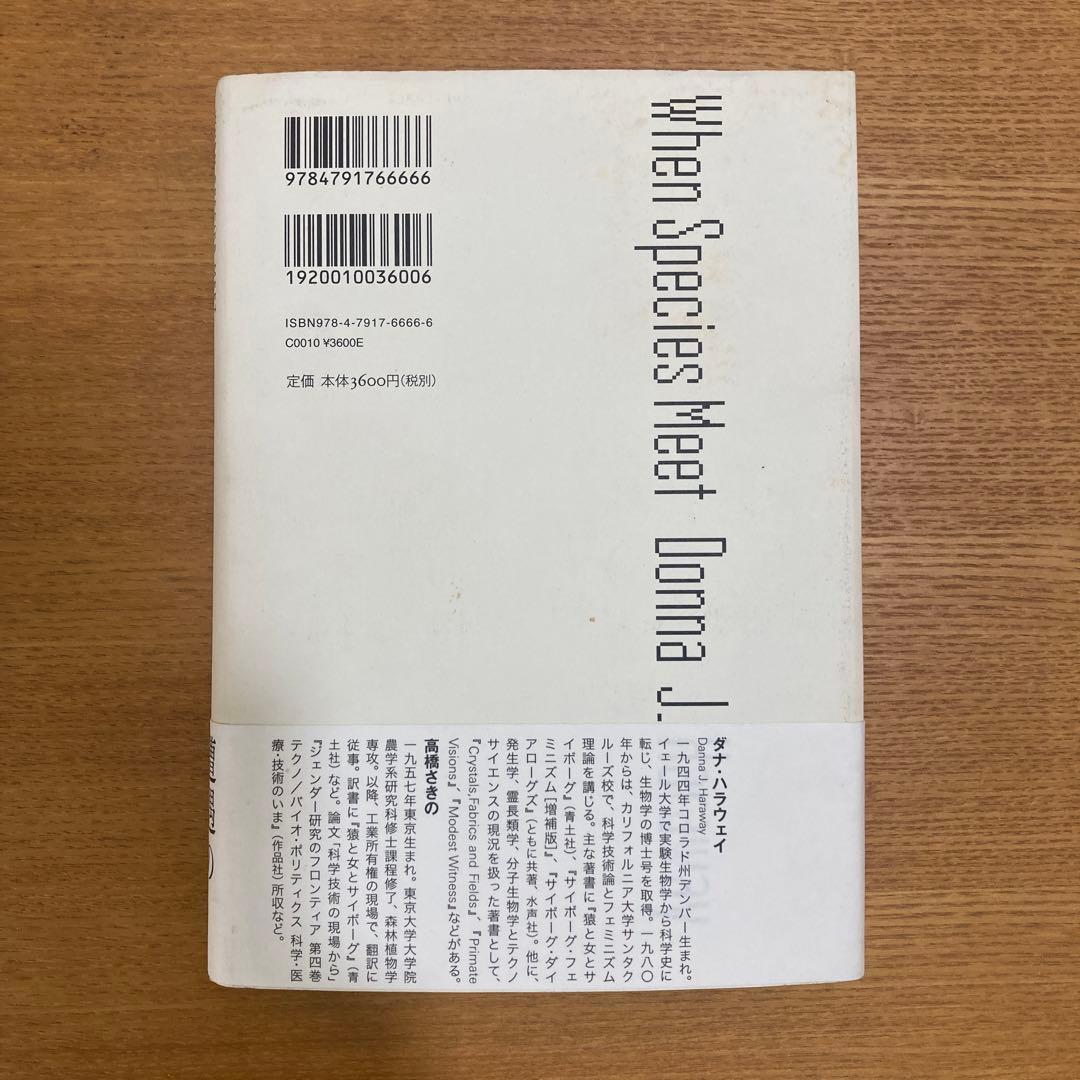 9784791766666
1920010036006
ISBN978-4-7917-6666-6
C0010 ¥3600E
定価 本体3600円(税別)
When Species Meet Donna J.
ダナ・ハラウェイ
Danna J. Haraway
一九四四年コロラド州デンバー生まれ。
イェール大学で実験生物学から科学史に
転じ、生物学の博士号を取得。一九八〇
年からは、カリフォルニア大学サンタク
ルーズ校で、科学技術論とフェミニズム
理論を講じる。主な著書に『猿と女とサ
イボーグ』(青土社)、『サイボーグ・フェ
ミニズム[増補版]』、『サイボーグ・ダイ
アローグズ』(ともに共著、水声社)。他に、
発生学、霊長類学、分子生物学とテクノ
サイエンスの現況を扱った著書として、
『Crystals,Fabrics and Fields』、『Primate
Visions』、『Modest Witness』などがある。
高橋さきの
一九五七年東京生まれ。東京大学大学院
農学系研究科修士課程修了、森林植物学
専攻。以降、工業所有権の現場で、翻訳に
従事。訳書に『猿と女とサイボーグ』(青
土社)など。論文「科学技術の現場から」
『ジェンダー研究のフロンティア 第四巻
テクノ/バイオ・ポリティクス 科学・医
療・技術のいま』(作品社)所収など。